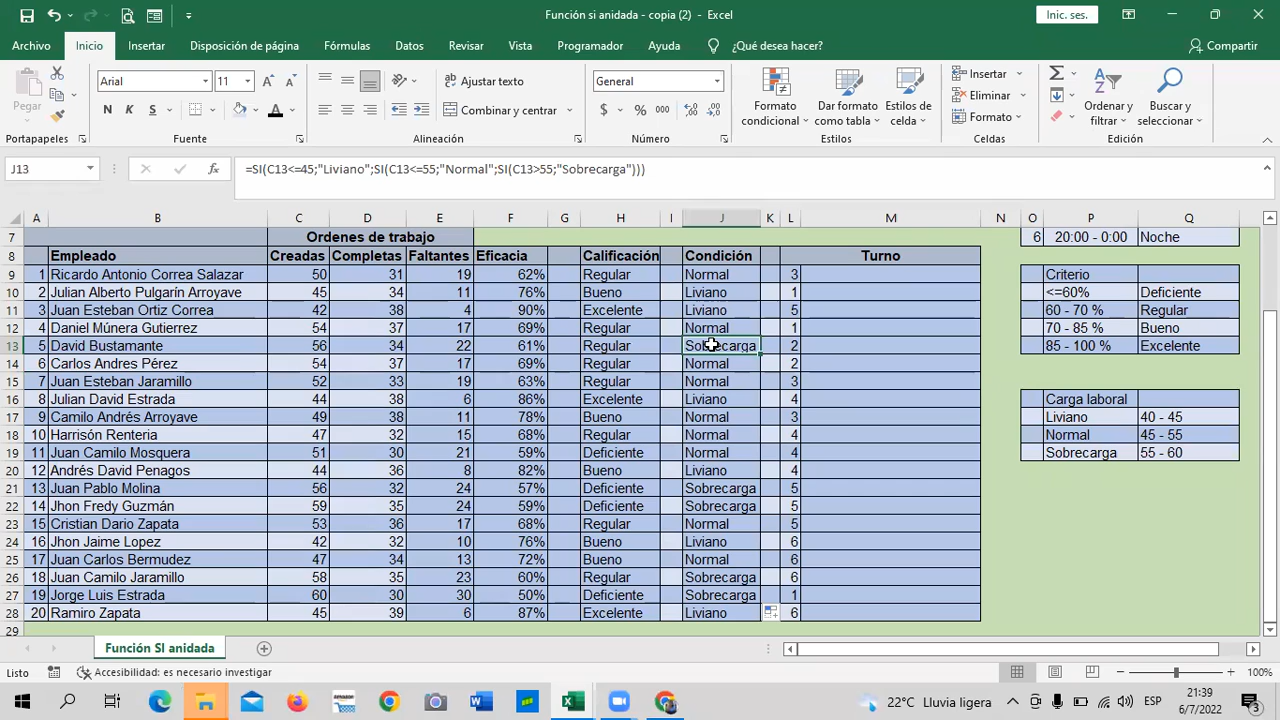 Función si anidada - copia (2) - Excel
Inic. ses.
Archivo Inicio Insertar Disposición de página Fórmulas Datos Revisar Vista Programador Ayuda ¿Qué desea hacer? Compartir
Pegar
Arial 11
N K S
Ajustar texto
Combinar y centrar
General
$ % 000
Formato condicional
Dar formato como tabla
Estilos de celda
Insertar
Eliminar
Formato
Ordenar y filtrar
Buscar y seleccionar
Portapapeles Fuente Alineación Número Estilos Celdas Edición
J13 fx =SI(C13<=45;"Liviano";SI(C13<=55;"Normal";SI(C13>55;"Sobrecarga")))
A B C D E F G H I J K L M N O P Q
7 Ordenes de trabajo 6 20:00 - 0:00 Noche
8 Empleado Creadas Completas Faltantes Eficacia Calificación Condición Turno
9 1 Ricardo Antonio Correa Salazar 50 31 19 62% Regular Normal 3 Criterio
10 2 Julian Alberto Pulgarín Arroyave 45 34 11 76% Bueno Liviano 1 <=60% Deficiente
11 3 Juan Esteban Ortiz Correa 42 38 4 90% Excelente Liviano 5 60 - 70 % Regular
12 4 Daniel Múnera Gutierrez 54 37 17 69% Regular Normal 1 70 - 85 % Bueno
13 5 David Bustamante 56 34 22 61% Regular Sobrecarga 2 85 - 100 % Excelente
14 6 Carlos Andres Pérez 54 37 17 69% Regular Normal 2
15 7 Juan Esteban Jaramillo 52 33 19 63% Regular Normal 3
16 8 Julian David Estrada 44 38 6 86% Excelente Liviano 4 Carga laboral
17 9 Camilo Andrés Arroyave 49 38 11 78% Bueno Normal 3 Liviano 40 - 45
18 10 Harrisón Renteria 47 32 15 68% Regular Normal 4 Normal 45 - 55
19 11 Juan Camilo Mosquera 51 30 21 59% Deficiente Normal 4 Sobrecarga 55 - 60
20 12 Andrés David Penagos 44 36 8 82% Bueno Liviano 4
21 13 Juan Pablo Molina 56 32 24 57% Deficiente Sobrecarga 5
22 14 Jhon Fredy Guzmán 59 35 24 59% Deficiente Sobrecarga 5
23 15 Cristian Dario Zapata 53 36 17 68% Regular Normal 5
24 16 Jhon Jaime Lopez 42 32 10 76% Bueno Liviano 6
25 17 Juan Carlos Bermudez 47 34 13 72% Bueno Normal 6
26 18 Juan Camilo Jaramillo 58 35 23 60% Regular Sobrecarga 6
27 19 Jorge Luis Estrada 60 30 30 50% Deficiente Sobrecarga 1
28 20 Ramiro Zapata 45 39 6 87% Excelente Liviano 6
29
Función SI anidada
Listo Accesibilidad: es necesario investigar 100%
22°C Lluvia ligera ESP 21:39
6/7/2022 3